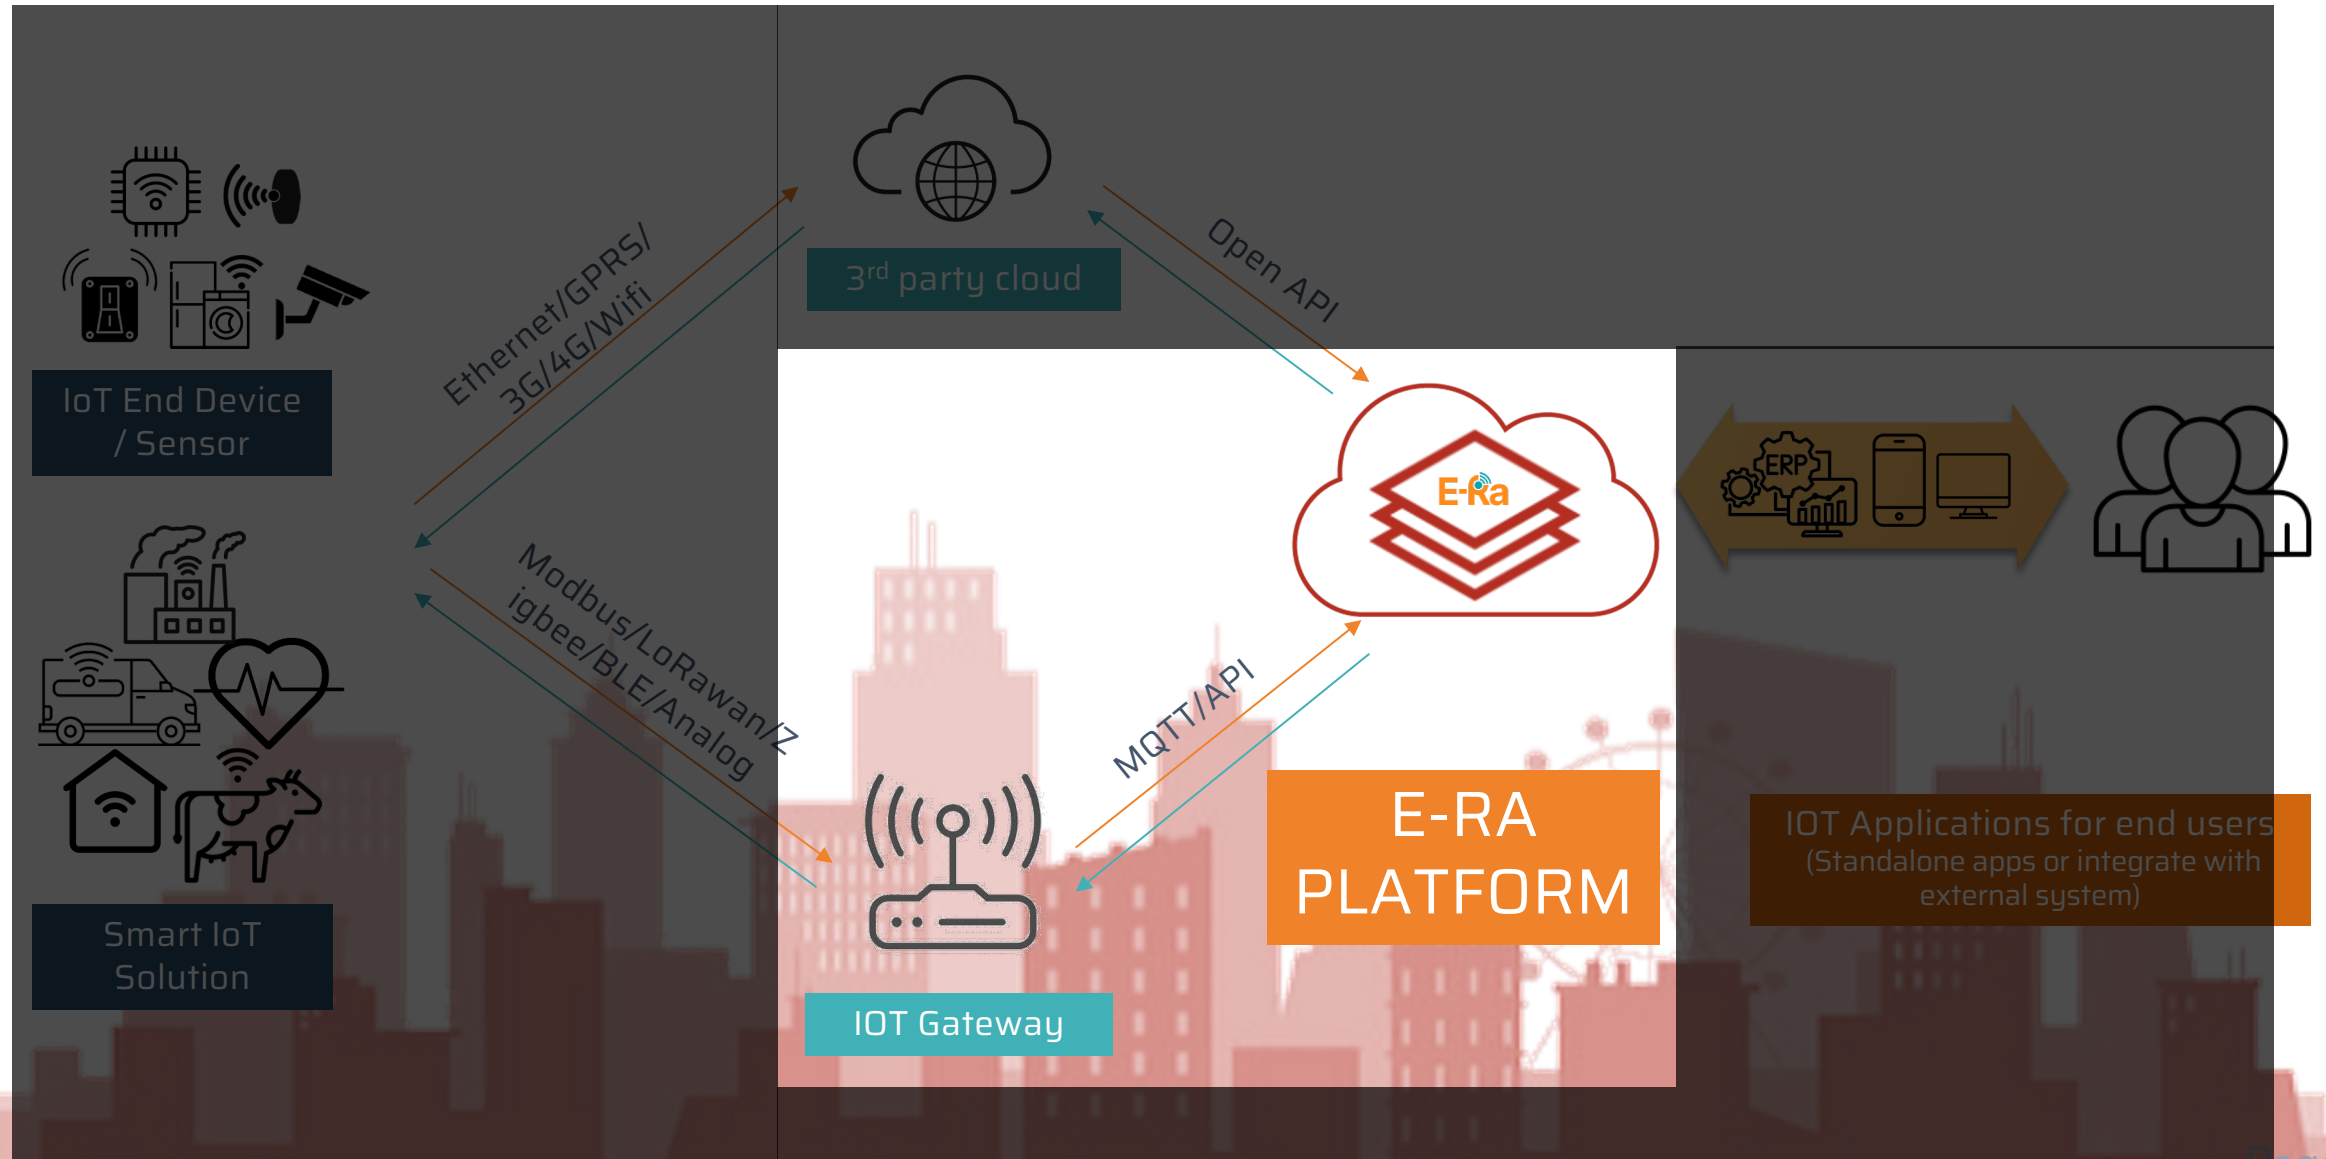 3rd party cloud
Open API
Ethernet/GPRS/
3G/4G/Wifi
IoT End Device
/ Sensor
E-Ra
ERP
Modbus/LoRawan/Z
igbee/BLE/Analog
MQTT/API
E-RA
PLATFORM
IOT Applications for end users
(Standalone apps or integrate with
external system)
Smart IoT
Solution
IOT Gateway